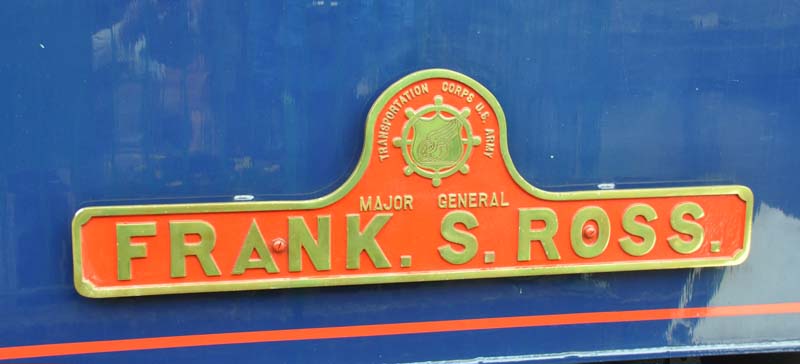 TRANSPORTATION CORPS U.S. ARMY
MAJOR GENERAL
FRANK. S. ROSS.